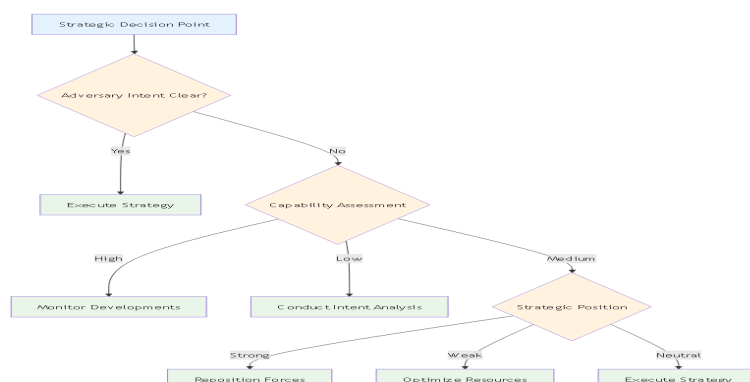 Strategic Decision Point
Adversary Intent Clear?
Yes
No
Execute Strategy
Capability Assessment
High
Low
Medium
Monitor Developments
Conduct Intent Analysis
Strategic Position
Strong
Weak
Neutral
Reposition Forces
Optimize Resources
Execute Strategy